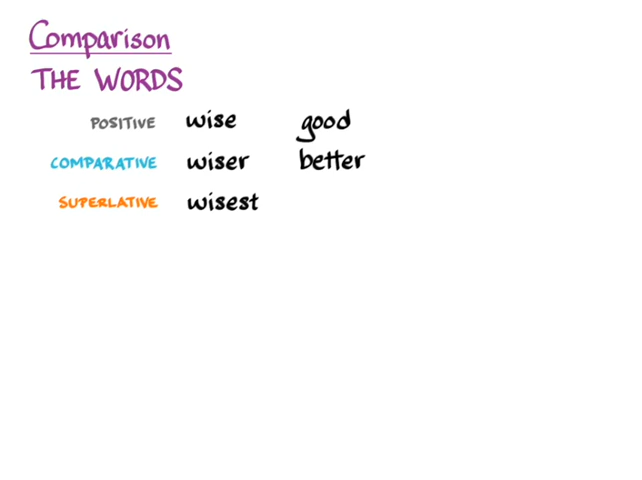 Comparison
THE WORDS
POSITIVE wise good
COMPARATIVE wiser better
SUPERLATIVE wisest